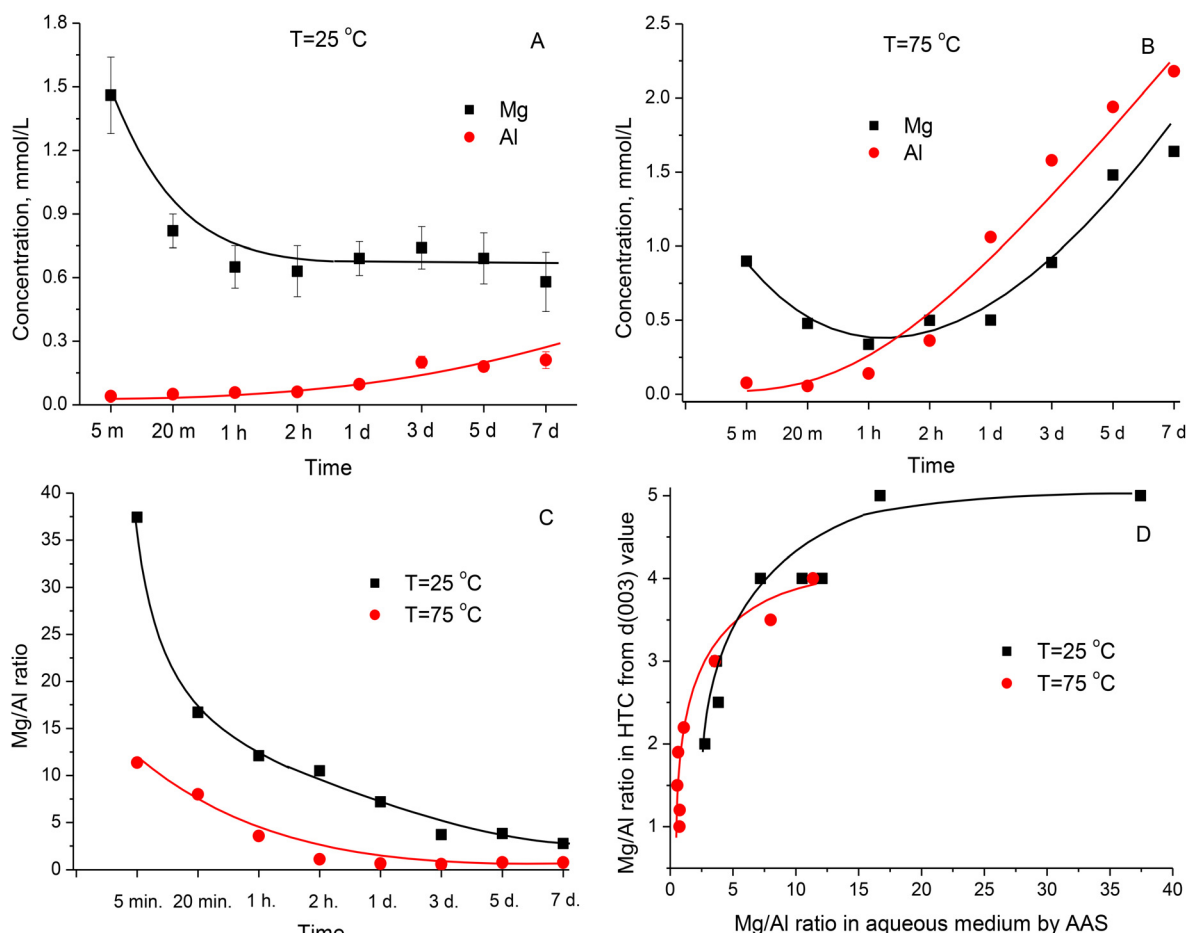 T=25 °C
A
1.8
1.5
1.2
0.9
0.6
0.3
0.0
Concentration, mmol/L
Mg
Al
5 m 20 m 1 h 2 h 1 d 3 d 5 d 7 d
Time
T=75 °C
B
2.5
2.0
1.5
1.0
0.5
0.0
Concentration, mmol/L
Mg
Al
5 m 20 m 1 h 2 h 1 d 3 d 5 d 7 d
Time
C
40
35
30
25
20
15
10
5
0
Mg/Al ratio
T=25 °C
T=75 °C
5 min. 20 min. 1 h. 2 h. 1 d. 3 d. 5 d. 7 d.
Time
D
5
4
3
2
1
Mg/Al ratio in HTC from d(003) value
T=25 °C
T=75 °C
0 5 10 15 20 25 30 35 40
Mg/Al ratio in aqueous medium by AAS